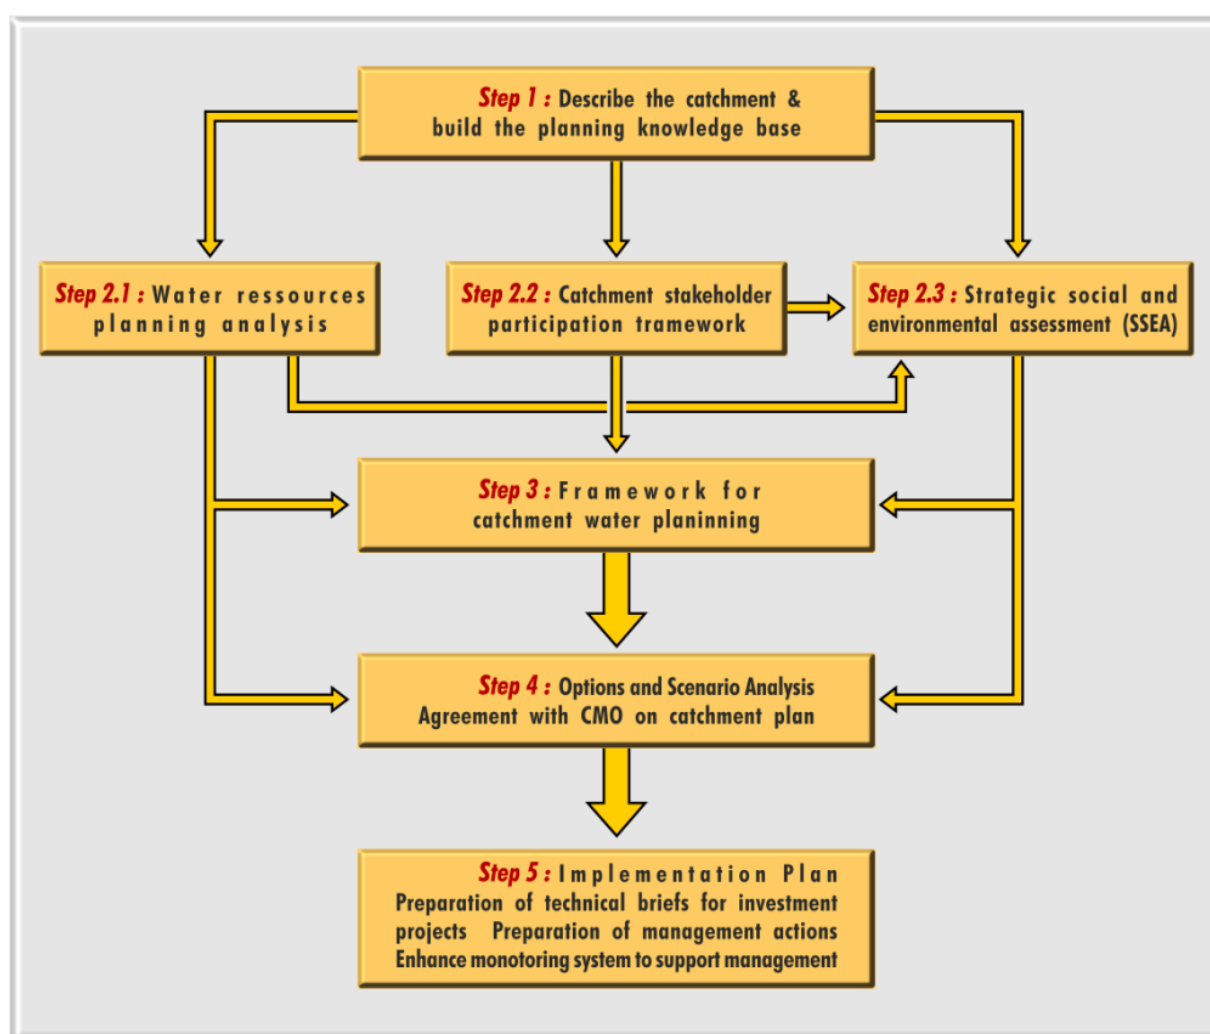 Step 1 : Describe the catchment &
build the planning knowledge base
Step 2.1 : Water ressources
planning analysis
Step 2.2 : Catchment stakeholder
participation tramework
Step 2.3 : Strategic social and
environmental assessment (SSEA)
Step 3 : Framework for
catchment water planinning
Step 4 : Options and Scenario Analysis
Agreement with CMO on catchment plan
Step 5 : Implementation Plan
Preparation of technical briefs for investment
projects Preparation of management actions
Enhance monotoring system to support management